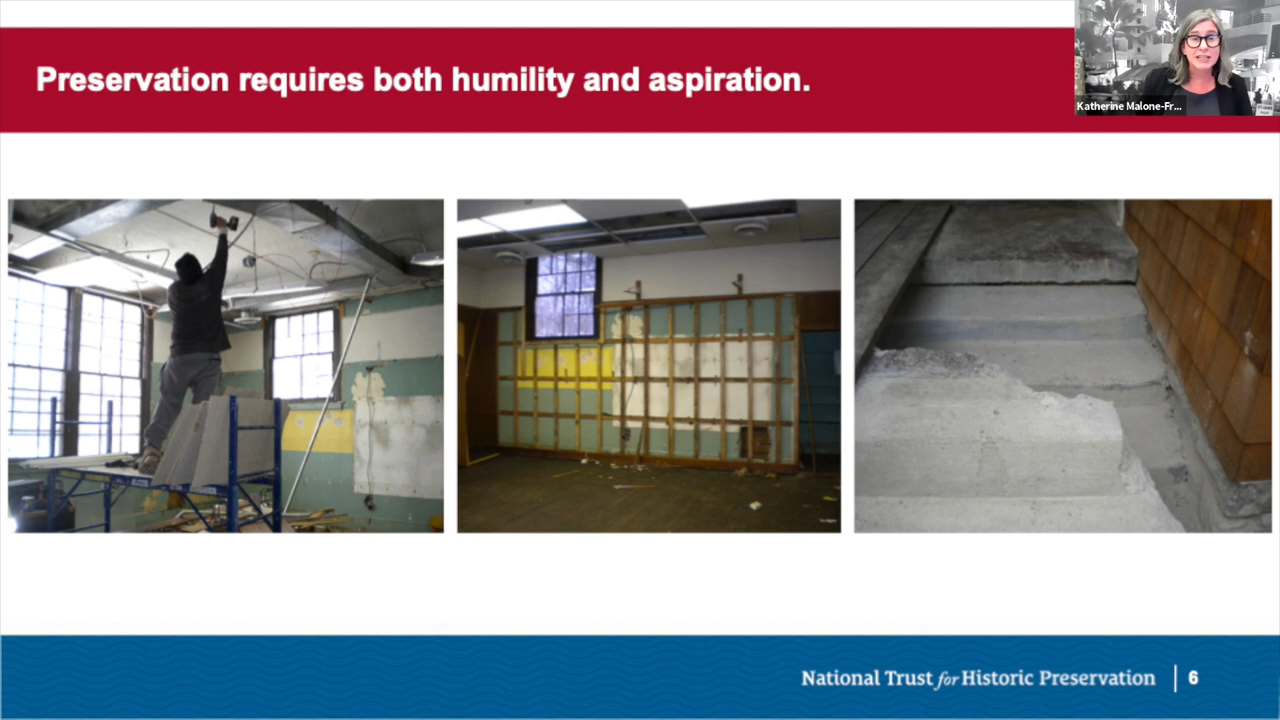 Preservation requires both humility and aspiration.
Katherine Malone-Fr...
National Trust for Historic Preservation
6